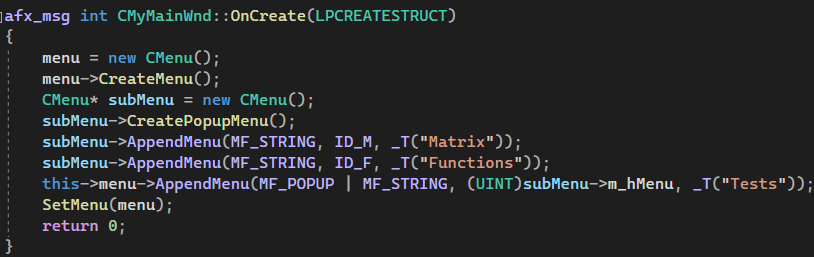 afx_msg int CMyMainWnd::OnCreate(LPCREATESTRUCT)
{
    menu = new CMenu();
    menu->CreateMenu();
    CMenu* subMenu = new CMenu();
    subMenu->CreatePopupMenu();
    subMenu->AppendMenu(MF_STRING, ID_M, _T("Matrix"));
    subMenu->AppendMenu(MF_STRING, ID_F, _T("Functions"));
    this->menu->AppendMenu(MF_POPUP | MF_STRING, (UINT)subMenu->m_hMenu, _T("Tests"));
    SetMenu(menu);
    return 0;
}